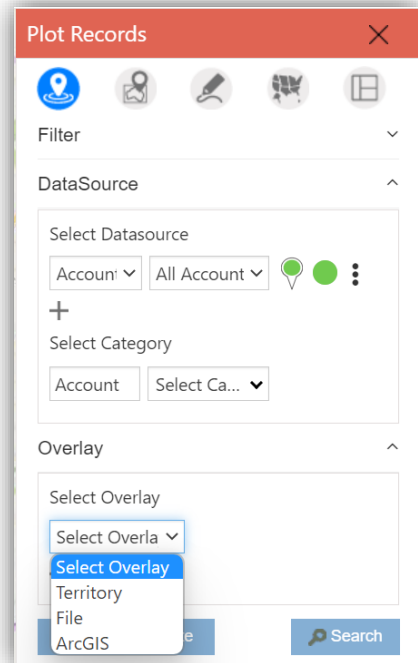 Plot Records
Filter
DataSource
Select Datasource
Accoun All Account
Select Category
Account Select Ca...
Overlay
Select Overlay
Select Overla
Select Overlay
Territory
File
ArcGIS
e Search